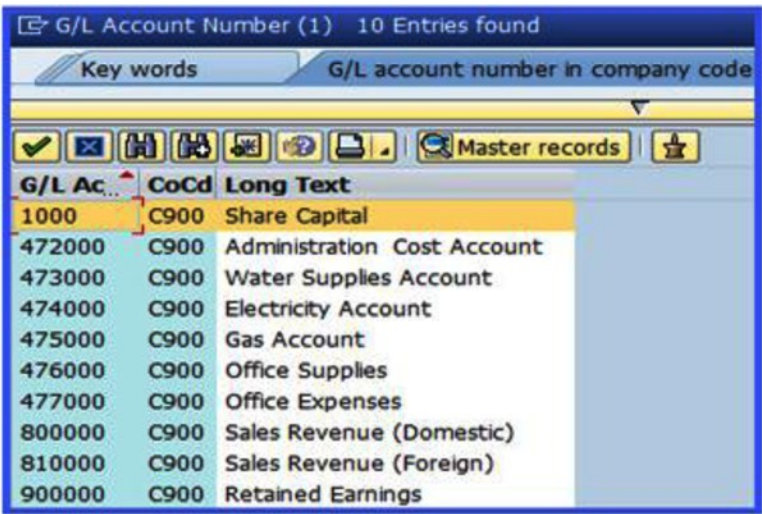 G/L Account Number (1) 10 Entries found
Key words G/L account number in company code
Master records
G/L Ac... CoCd Long Text
1000 C900 Share Capital
472000 C900 Administration Cost Account
473000 C900 Water Supplies Account
474000 C900 Electricity Account
475000 C900 Gas Account
476000 C900 Office Supplies
477000 C900 Office Expenses
800000 C900 Sales Revenue (Domestic)
810000 C900 Sales Revenue (Foreign)
900000 C900 Retained Earnings